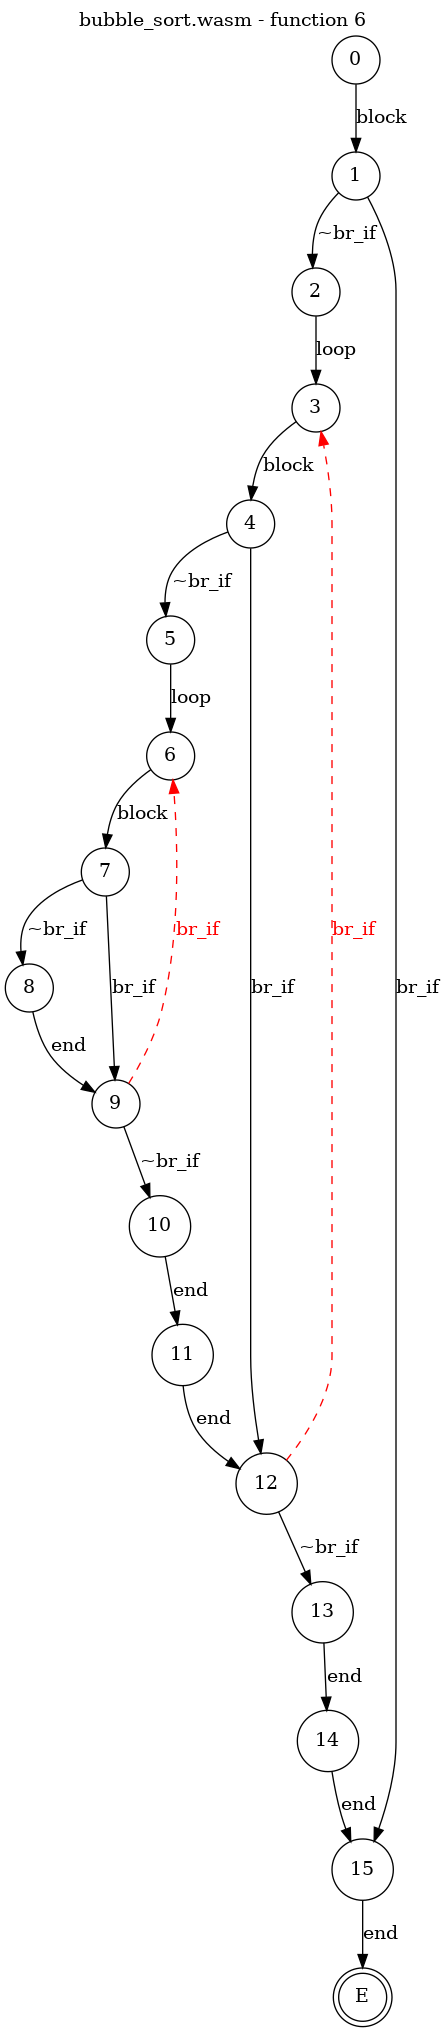 bubble_sort.wasm - function 6
0
block
1
~br_if
2
loop
3
block
4
~br_if
5
loop
6
block
7
~br_if
br_if
br_if
8
br_if
br_if
br_if
end
9
~br_if
10
end
11
end
12
~br_if
13
end
14
end
15
end
E